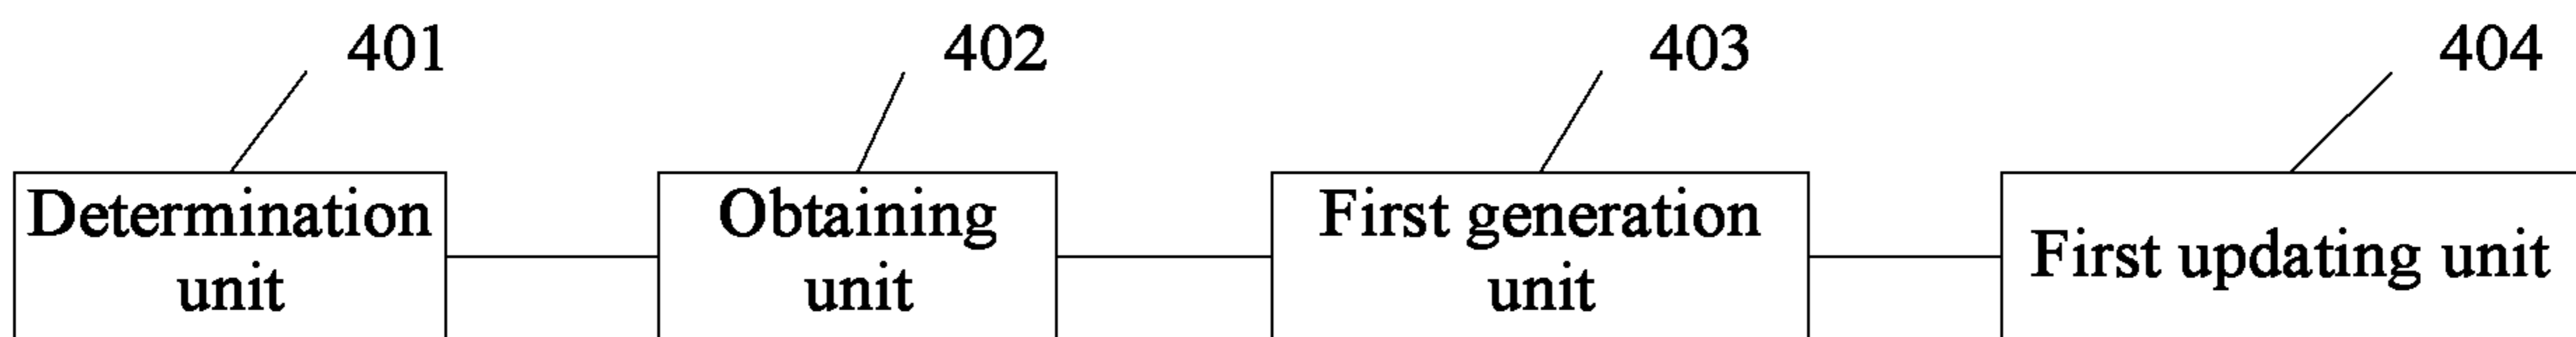 401
402
403
404
Determination
unit
Obtaining
unit
First generation
unit
First updating unit